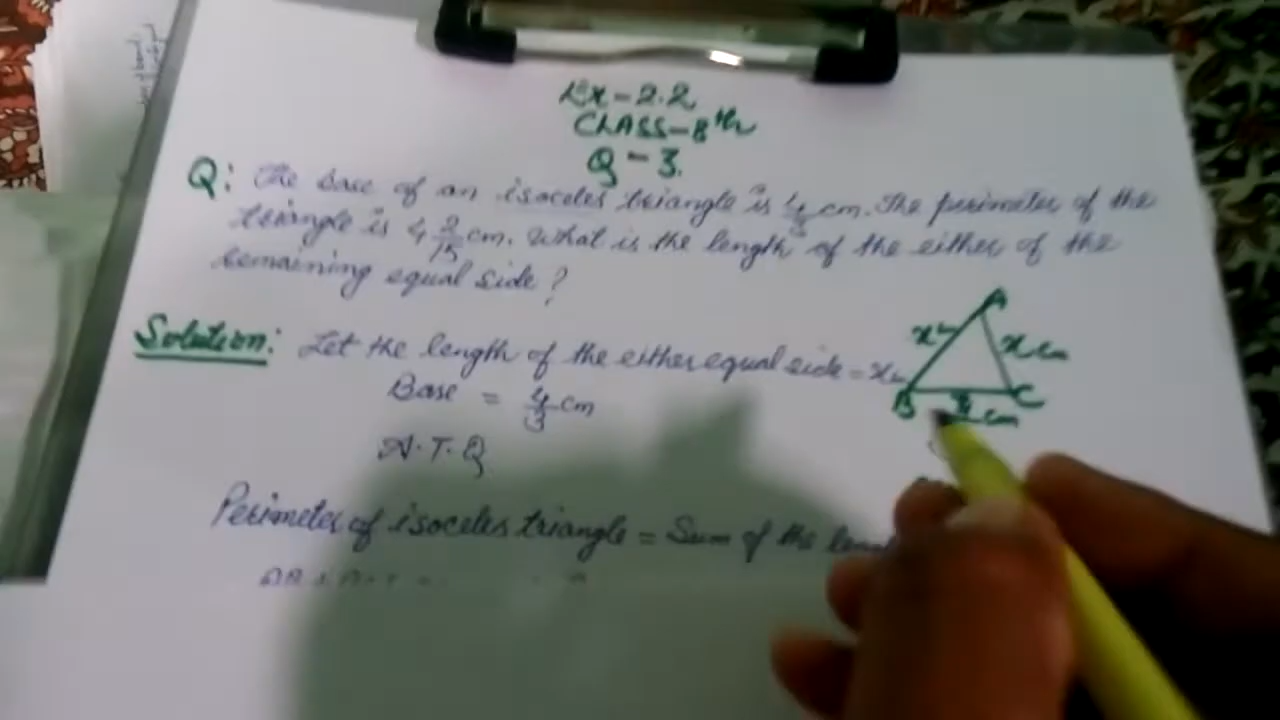 Ex - 2.2
CLASS - 8th
Q - 3.
Q: The base of an isoceles triangle is 4/3 cm. The perimeter of the
triangle is 4 2/15 cm. What is the length of the either of the
remaining equal side?
Solution: Let the length of the either equal side = x
A
x
x cm
B
C
cm
Base = 4/3 cm
A.T.Q
Perimeter of isoceles triangle = Sum of the